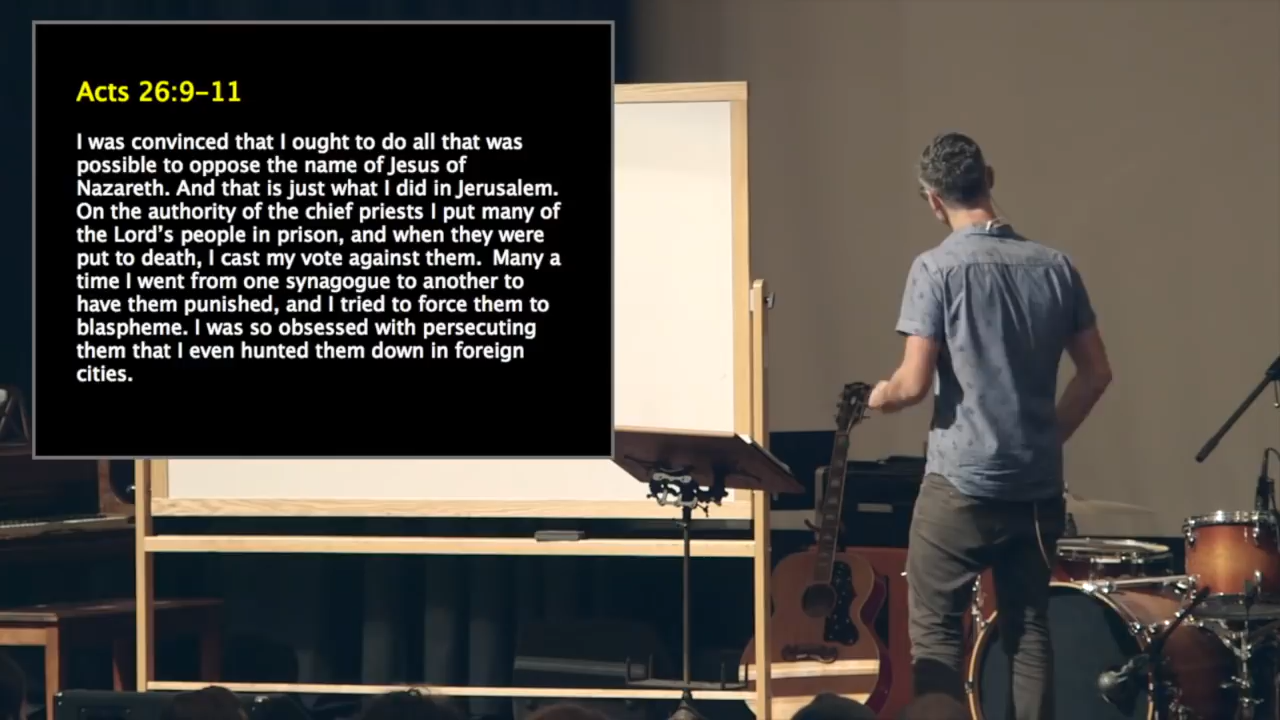 Acts 26:9-11
I was convinced that I ought to do all that was
possible to oppose the name of Jesus of
Nazareth. And that is just what I did in Jerusalem.
On the authority of the chief priests I put many of
the Lord's people in prison, and when they were
put to death, I cast my vote against them.  Many a
time I went from one synagogue to another to
have them punished, and I tried to force them to
blaspheme. I was so obsessed with persecuting
them that I even hunted them down in foreign
cities.